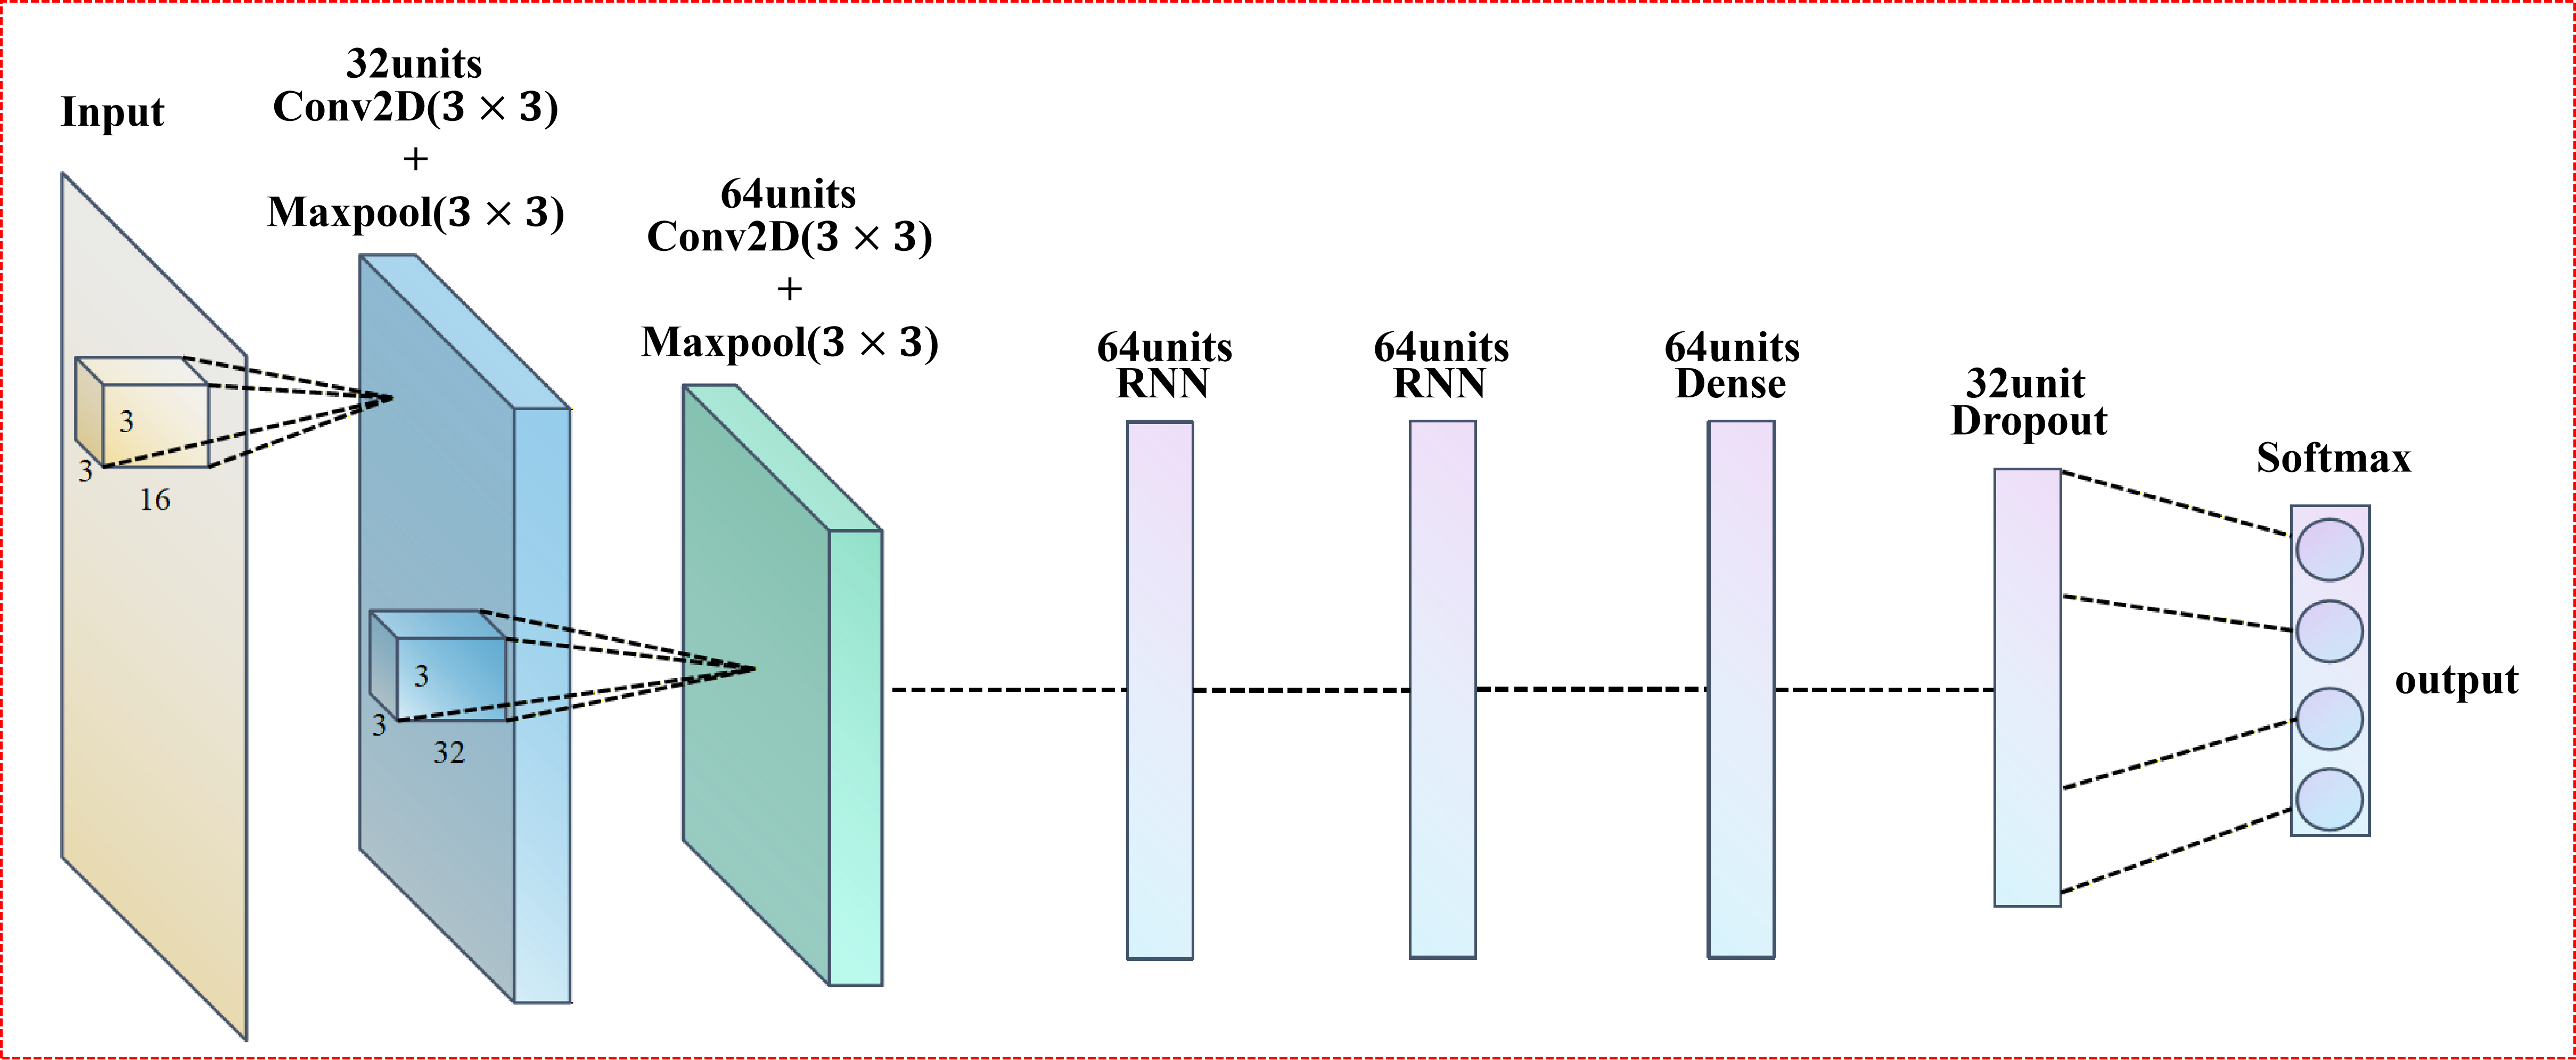 Input
32units
Conv2D(3 × 3)
+
Maxpool(3 × 3)
64units
Conv2D(3 × 3)
+
Maxpool(3 × 3)
64units
RNN
64units
RNN
64units
Dense
32unit
Dropout
Softmax
output
3
3
16
3
3
32